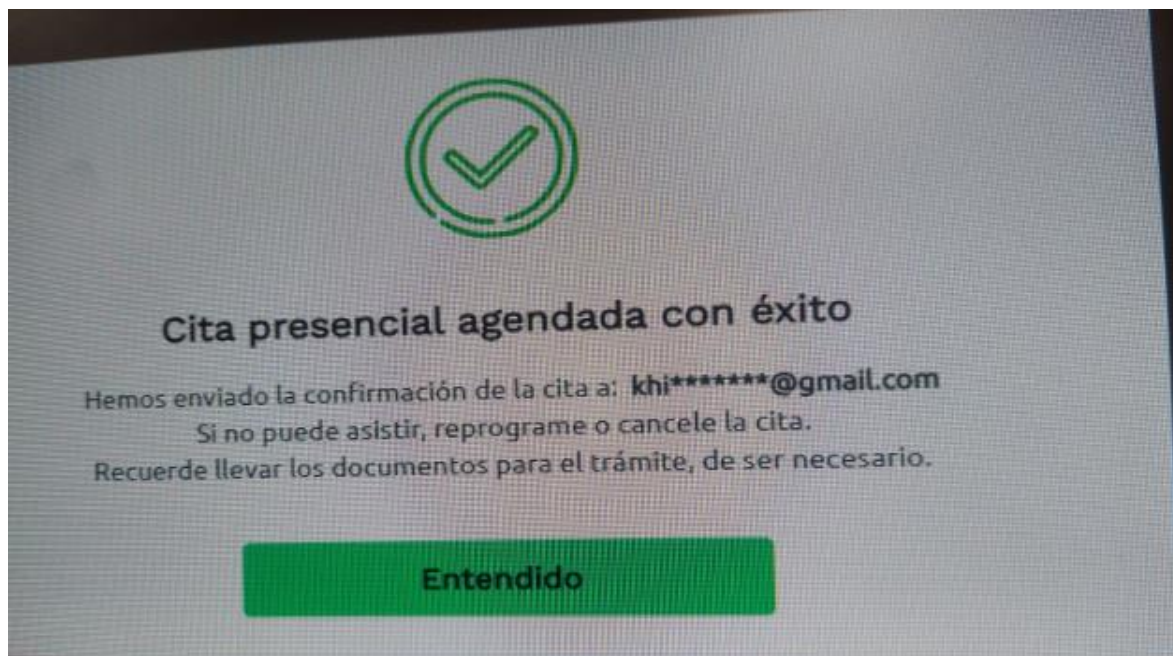 Cita presencial agendada con éxito
Hemos enviado la confirmación de la cita a: khi*******@gmail.com
Si no puede asistir, reprograme o cancele la cita.
Recuerde llevar los documentos para el trámite, de ser necesario.
Entendido